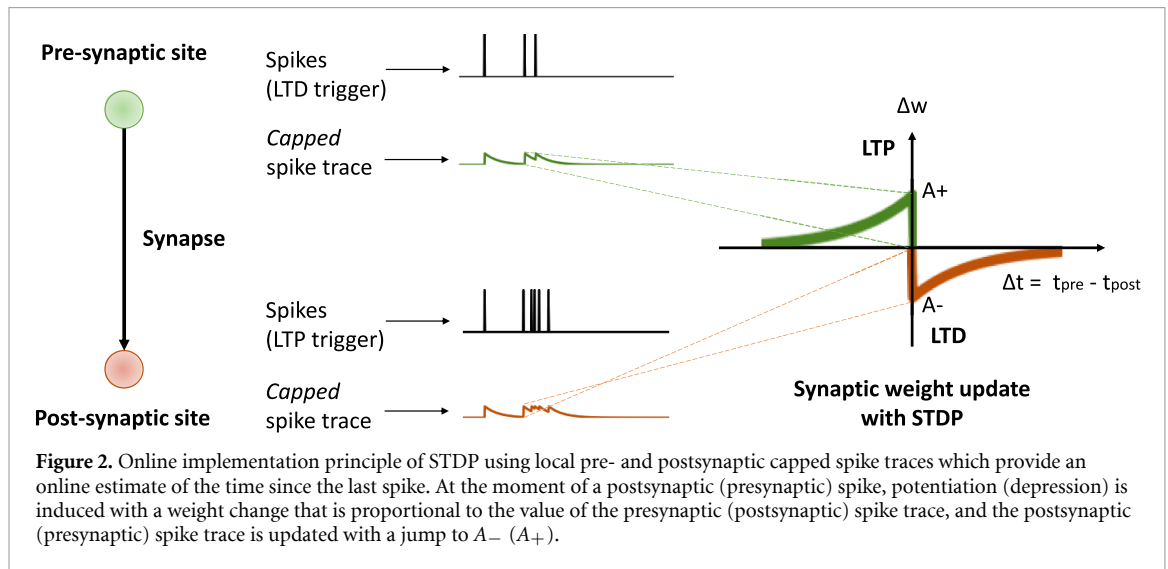 Pre-synaptic site
Spikes
(LTD trigger)
Capped
spike trace
Synapse
Spikes
(LTP trigger)
Capped
spike trace
Post-synaptic site
Δw
LTP
A+
Δt = tpre - tpost
A-
LTD
Synaptic weight update
with STDP
Figure 2. Online implementation principle of STDP using local pre- and postsynaptic capped spike traces which provide an
online estimate of the time since the last spike. At the moment of a postsynaptic (presynaptic) spike, potentiation (depression) is
induced with a weight change that is proportional to the value of the presynaptic (postsynaptic) spike trace, and the postsynaptic
(presynaptic) spike trace is updated with a jump to A− (A+).